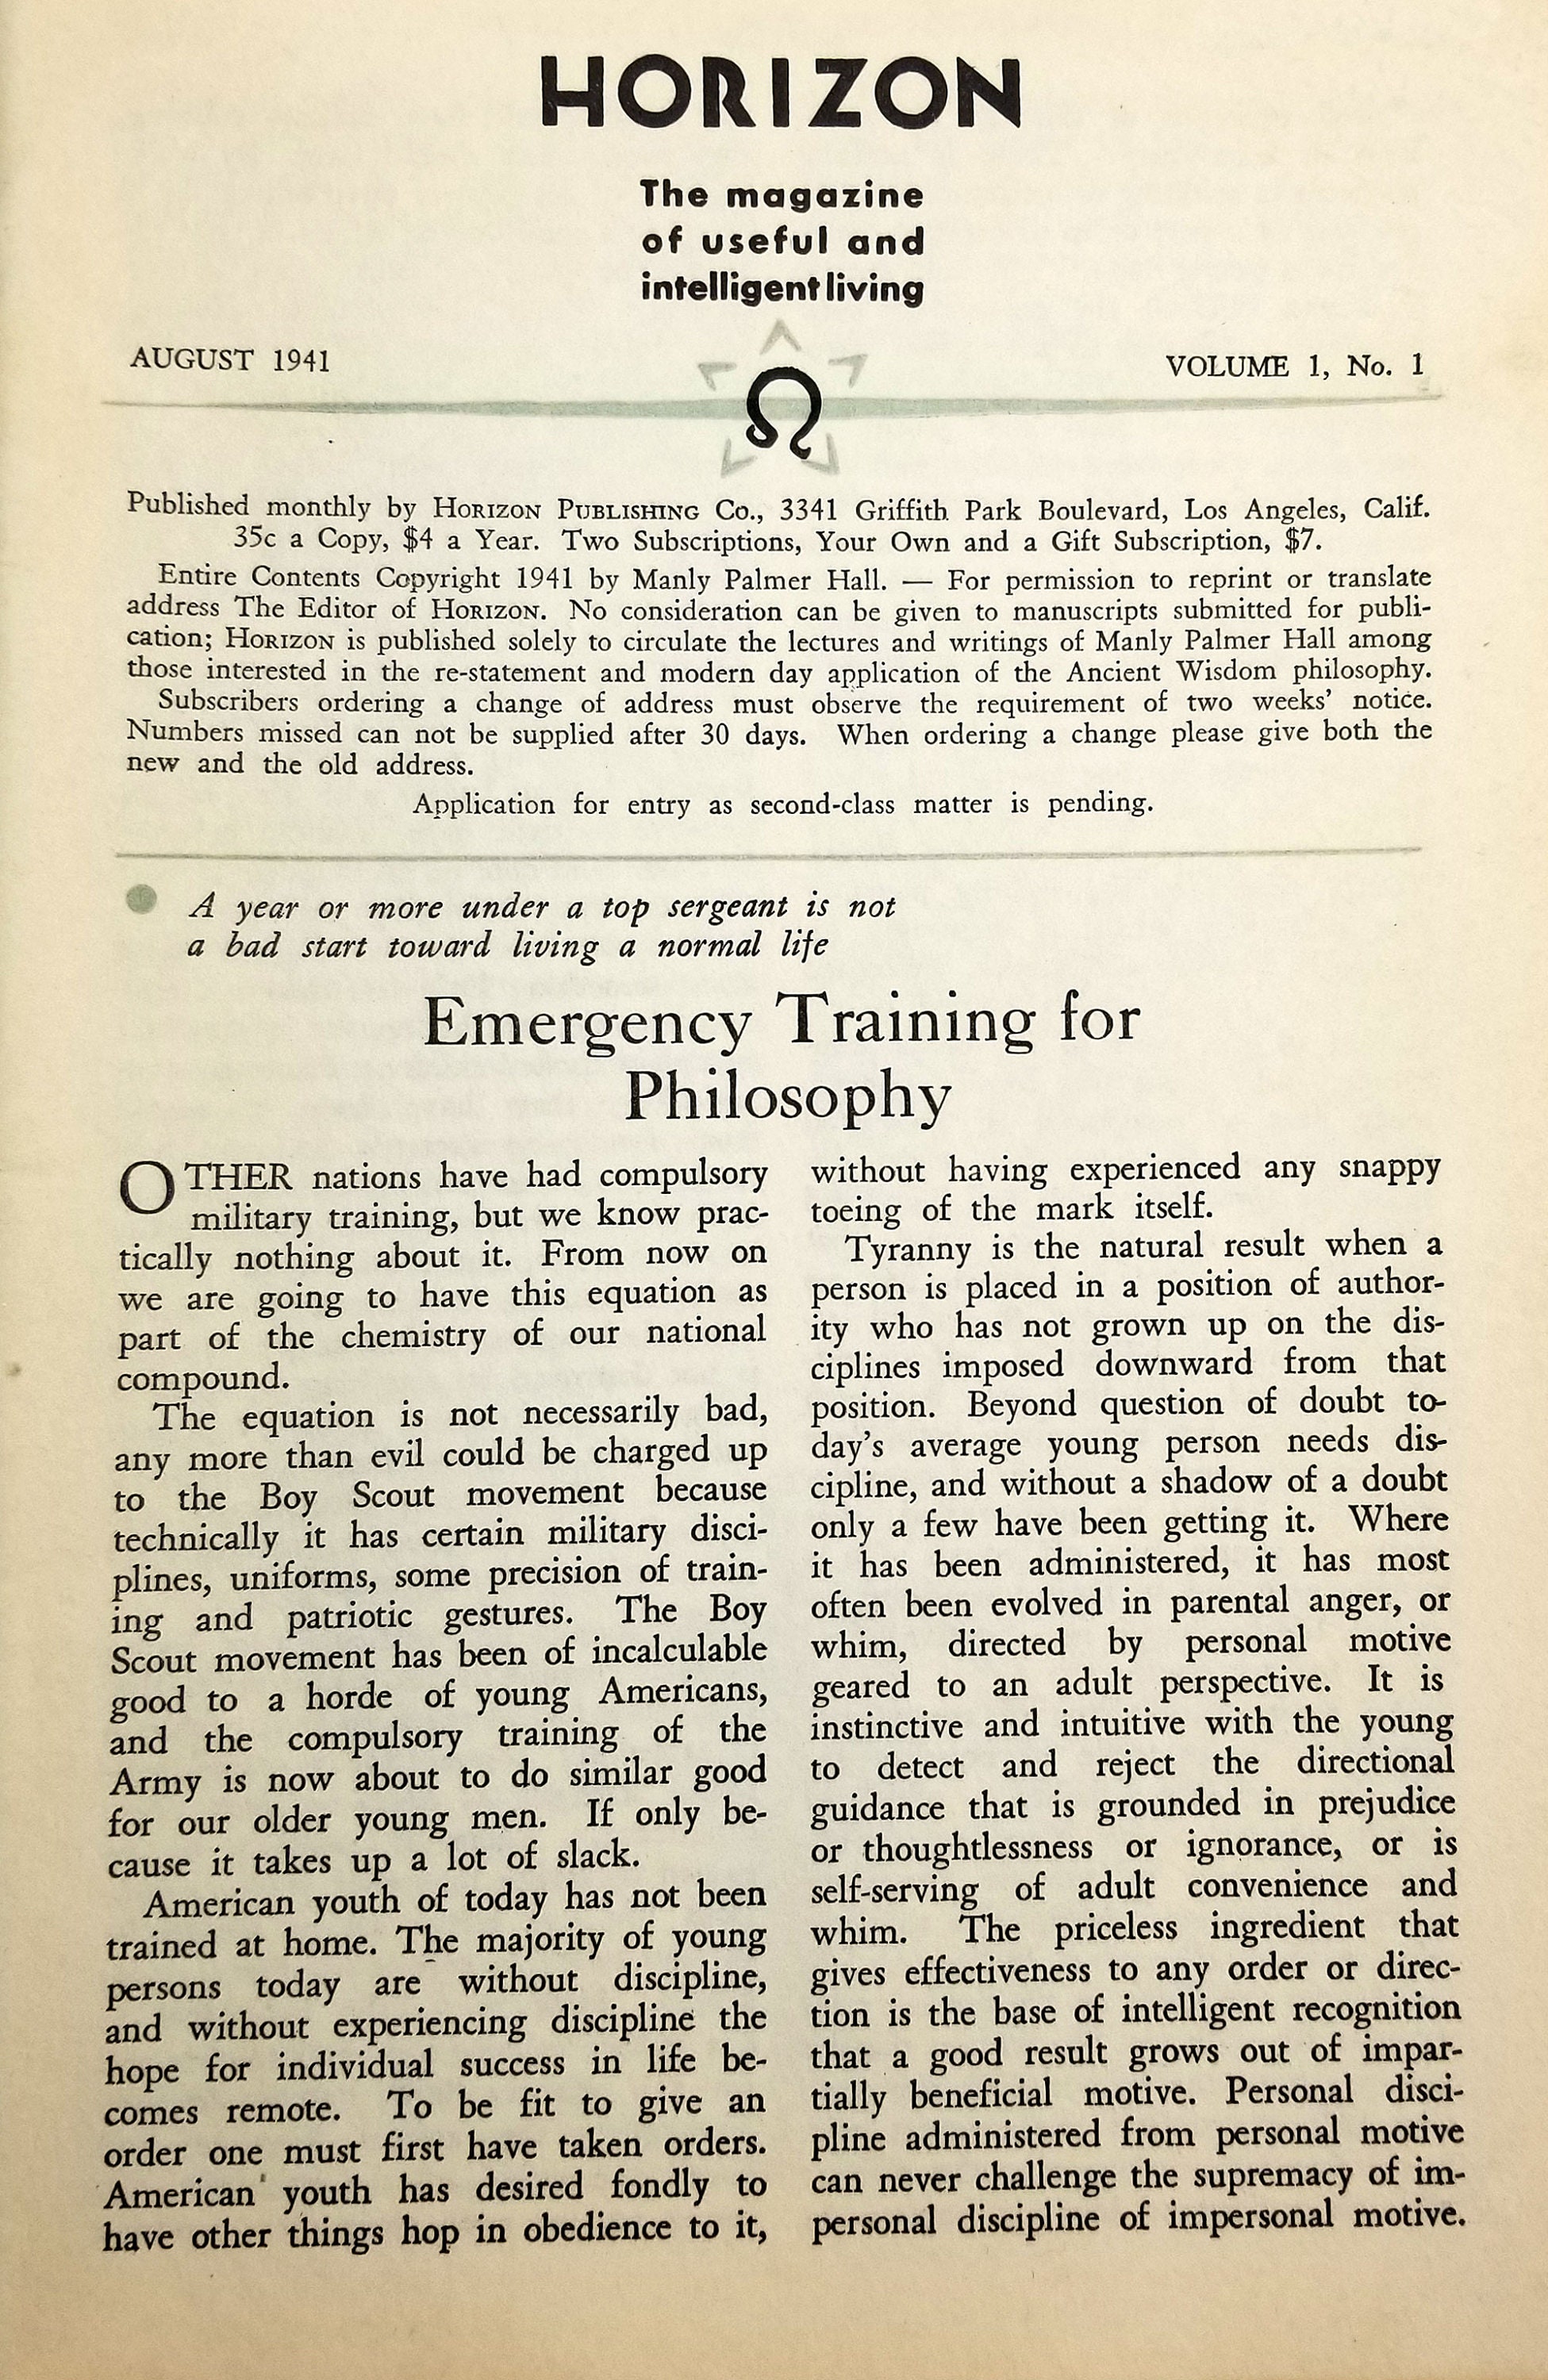 HORIZON
The magazine
of useful and
intelligent living
AUGUST 1941
VOLUME 1, No. 1
Ω
Published monthly by HORIZON PUBLISHING Co., 3341 Griffith Park Boulevard, Los Angeles, Calif.
35c a Copy, $4 a Year. Two Subscriptions, Your Own and a Gift Subscription, $7.
Entire Contents Copyright 1941 by Manly Palmer Hall. — For permission to reprint or translate
address The Editor of HORIZON. No consideration can be given to manuscripts submitted for publi-
cation; HORIZON is published solely to circulate the lectures and writings of Manly Palmer Hall among
those interested in the re-statement and modern day application of the Ancient Wisdom philosophy.
Subscribers ordering a change of address must observe the requirement of two weeks' notice.
Numbers missed can not be supplied after 30 days. When ordering a change please give both the
new and the old address.
Application for entry as second-class matter is pending.
A year or more under a top sergeant is not
a bad start toward living a normal life
Emergency Training for
Philosophy
OTHER nations have had compulsory
military training, but we know prac-
tically nothing about it. From now on
we are going to have this equation as
part of the chemistry of our national
compound.
The equation is not necessarily bad,
any more than evil could be charged up
to the Boy Scout movement because
technically it has certain military disci-
plines, uniforms, some precision of train-
ing and patriotic gestures. The Boy
Scout movement has been of incalculable
good to a horde of young Americans,
and the compulsory training of the
Army is now about to do similar good
for our older young men. If only be-
cause it takes up a lot of slack.
American youth of today has not been
trained at home. The majority of young
persons today are without discipline,
and without experiencing discipline the
hope for individual success in life be-
comes remote. To be fit to give an
order one must first have taken orders.
American youth has desired fondly to
have other things hop in obedience to it,
without having experienced any snappy
toeing of the mark itself.
Tyranny is the natural result when a
person is placed in a position of author-
ity who has not grown up on the dis-
ciplines imposed downward from that
position. Beyond question of doubt to-
day's average young person needs dis-
cipline, and without a shadow of a doubt
only a few have been getting it. Where
it has been administered, it has most
often been evolved in parental anger, or
whim, directed by personal motive
geared to an adult perspective. It is
instinctive and intuitive with the young
to detect and reject the directional
guidance that is grounded in prejudice
or thoughtlessness or ignorance, or is
self-serving of adult convenience and
whim. The priceless ingredient that
gives effectiveness to any order or direc-
tion is the base of intelligent recognition
that a good result grows out of impar-
tially beneficial motive. Personal disci-
pline administered from personal motive
can never challenge the supremacy of im-
personal discipline of impersonal motive.